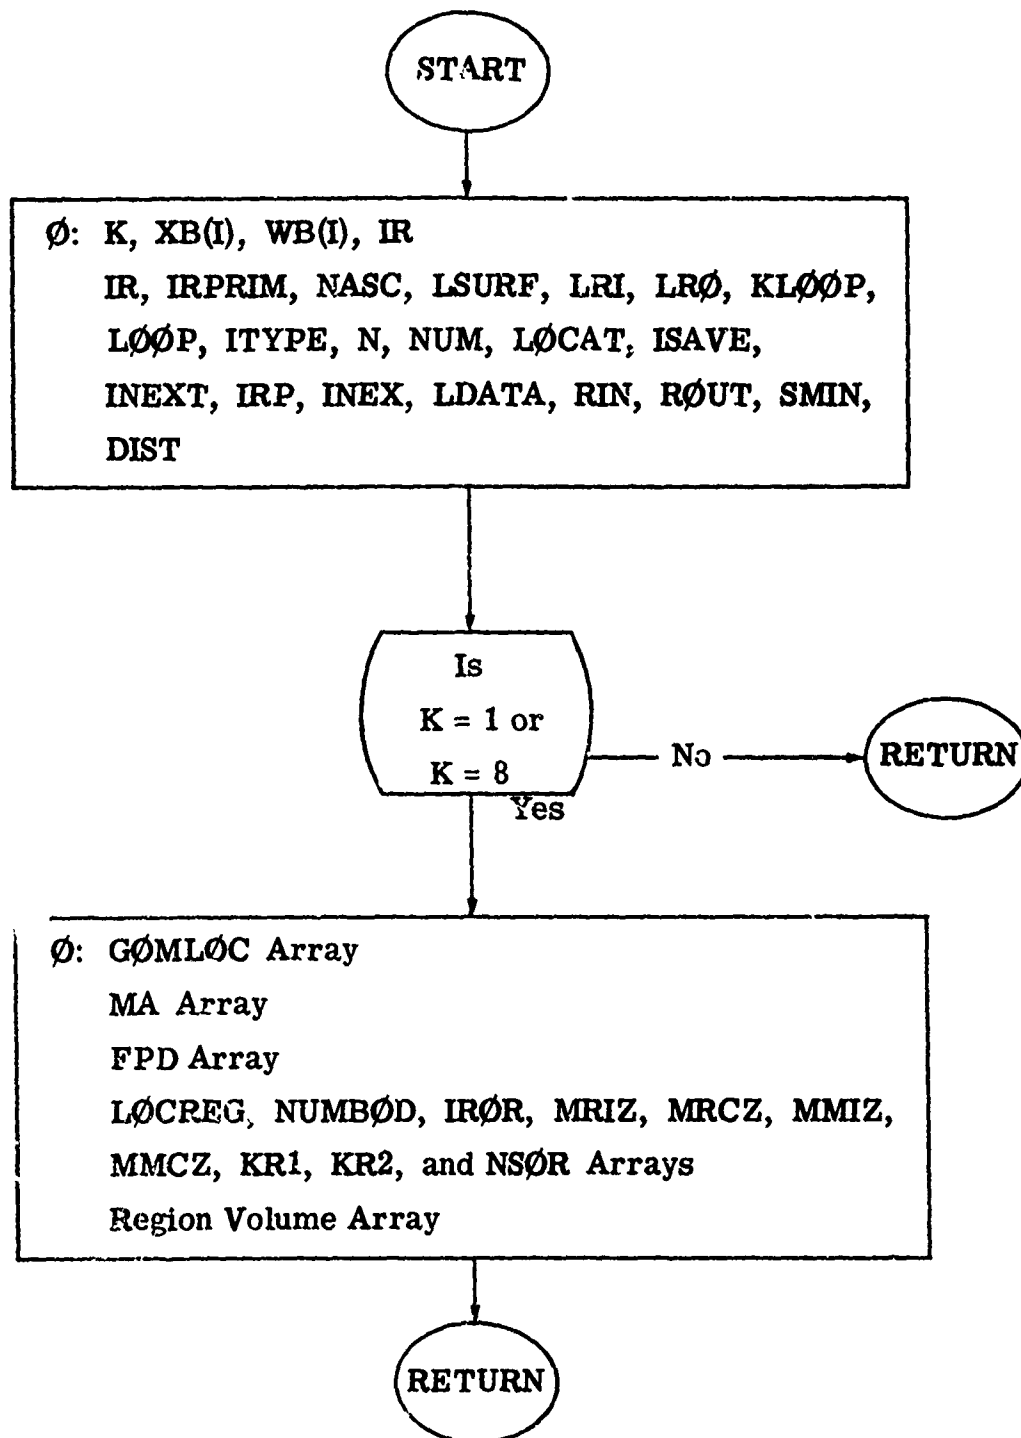 START
Ø: K, XB(I), WB(I), IR
IR, IRPRIM, NASC, LSURF, LRI, LRØ, KLØØP,
LØØP, ITYPE, N, NUM, LØCAT, ISAVE,
INEXT, IRP, INEX, LDATA, RIN, RØUT, SMIN,
DIST
Is
K = 1 or
K = 8
No
RETURN
Yes
Ø: GØMLØC Array
MA Array
FPD Array
LØCREG, NUMBØD, IRØR, MRIZ, MRCZ, MMIZ,
MMCZ, KR1, KR2, and NSØR Arrays
Region Volume Array
RETURN